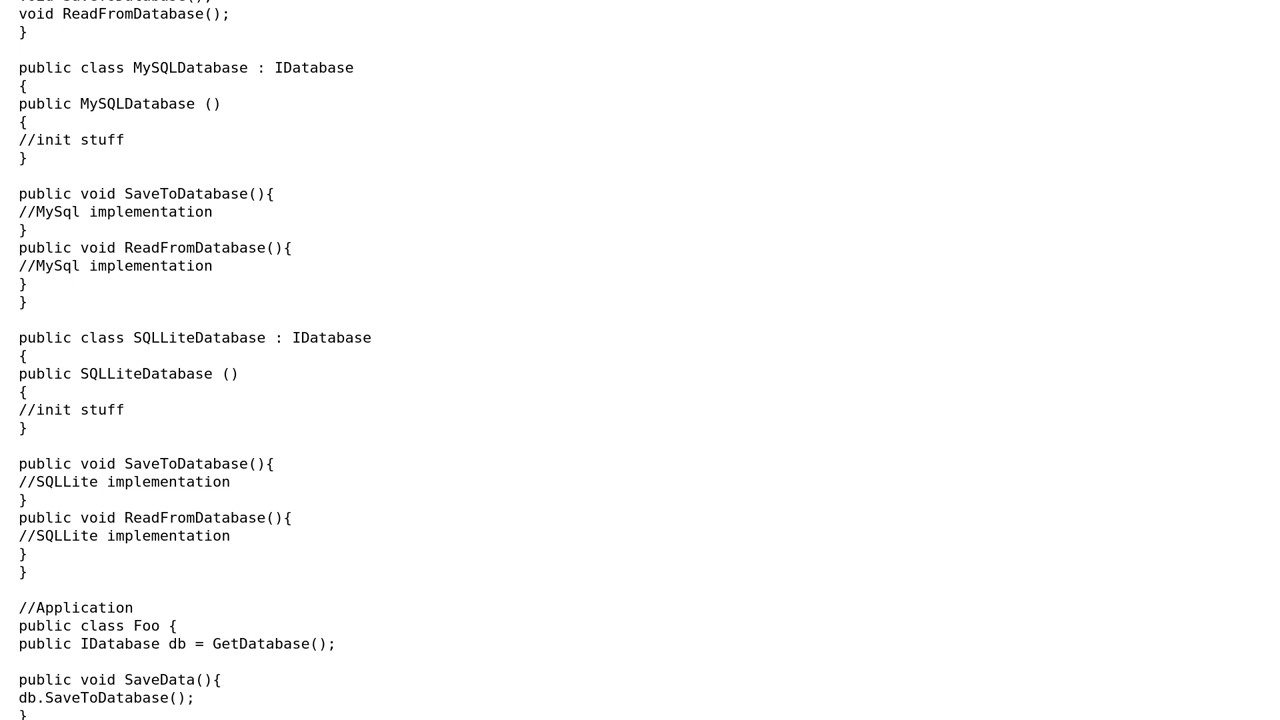 void ReadFromDatabase();
}
public class MySQLDatabase : IDatabase
{
public MySQLDatabase ()
{
//init stuff
}
public void SaveToDatabase(){
//MySql implementation
}
public void ReadFromDatabase(){
//MySql implementation
}
}
public class SQLLiteDatabase : IDatabase
{
public SQLLiteDatabase ()
{
//init stuff
}
public void SaveToDatabase(){
//SQLLite implementation
}
public void ReadFromDatabase(){
//SQLLite implementation
}
}
//Application
public class Foo {
public IDatabase db = GetDatabase();
public void SaveData(){
db.SaveToDatabase();
}